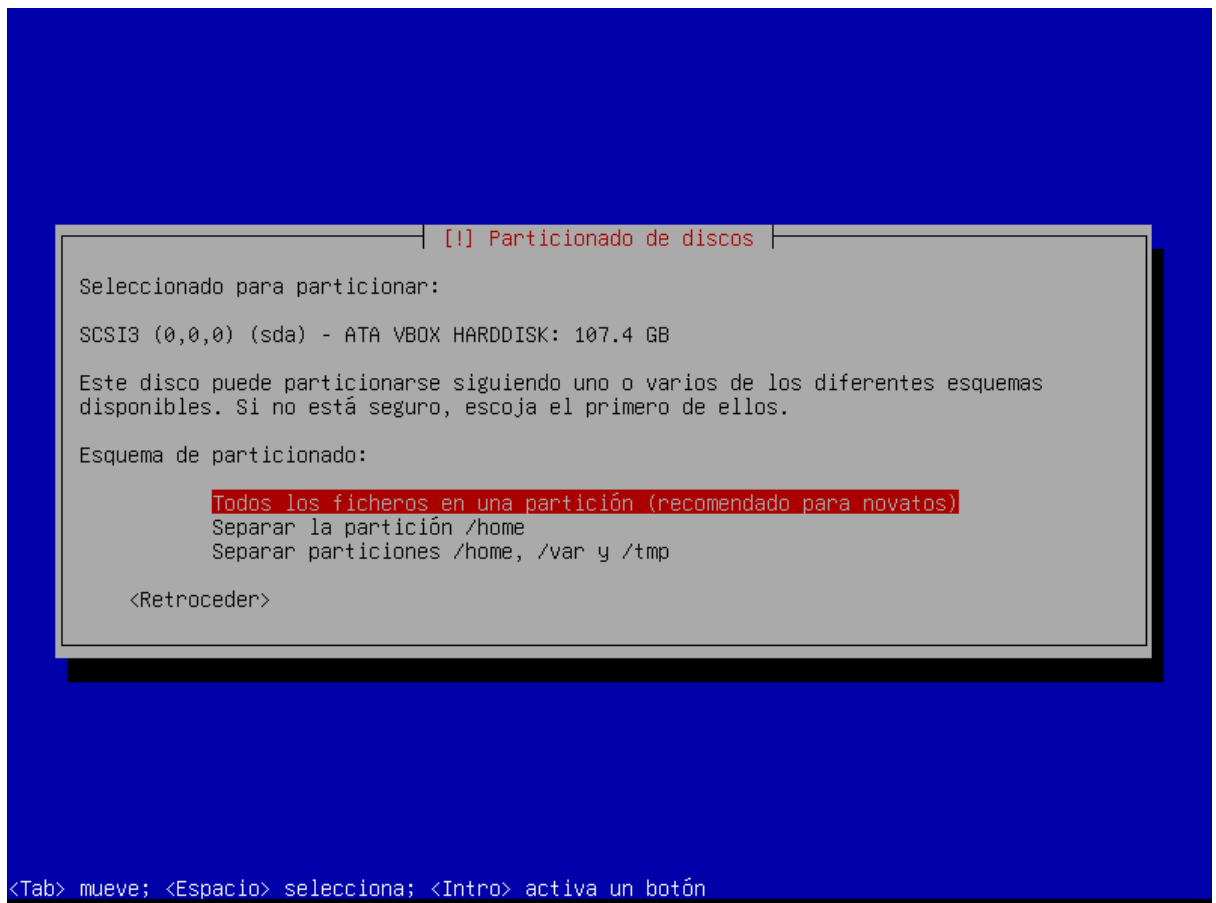 [!] Particionado de discos
Seleccionado para particionar:
SCSI3 (0,0,0) (sda) - ATA VBOX HARDDISK: 107.4 GB
Este disco puede particionarse siguiendo uno o varios de los diferentes esquemas
disponibles. Si no está seguro, escoja el primero de ellos.
Esquema de particionado:
Todos los ficheros en una partición (recomendado para novatos)
Separar la partición /home
Separar particiones /home, /var y /tmp
<Retroceder>
<Tab> mueve; <Espacio> selecciona; <Intro> activa un botón